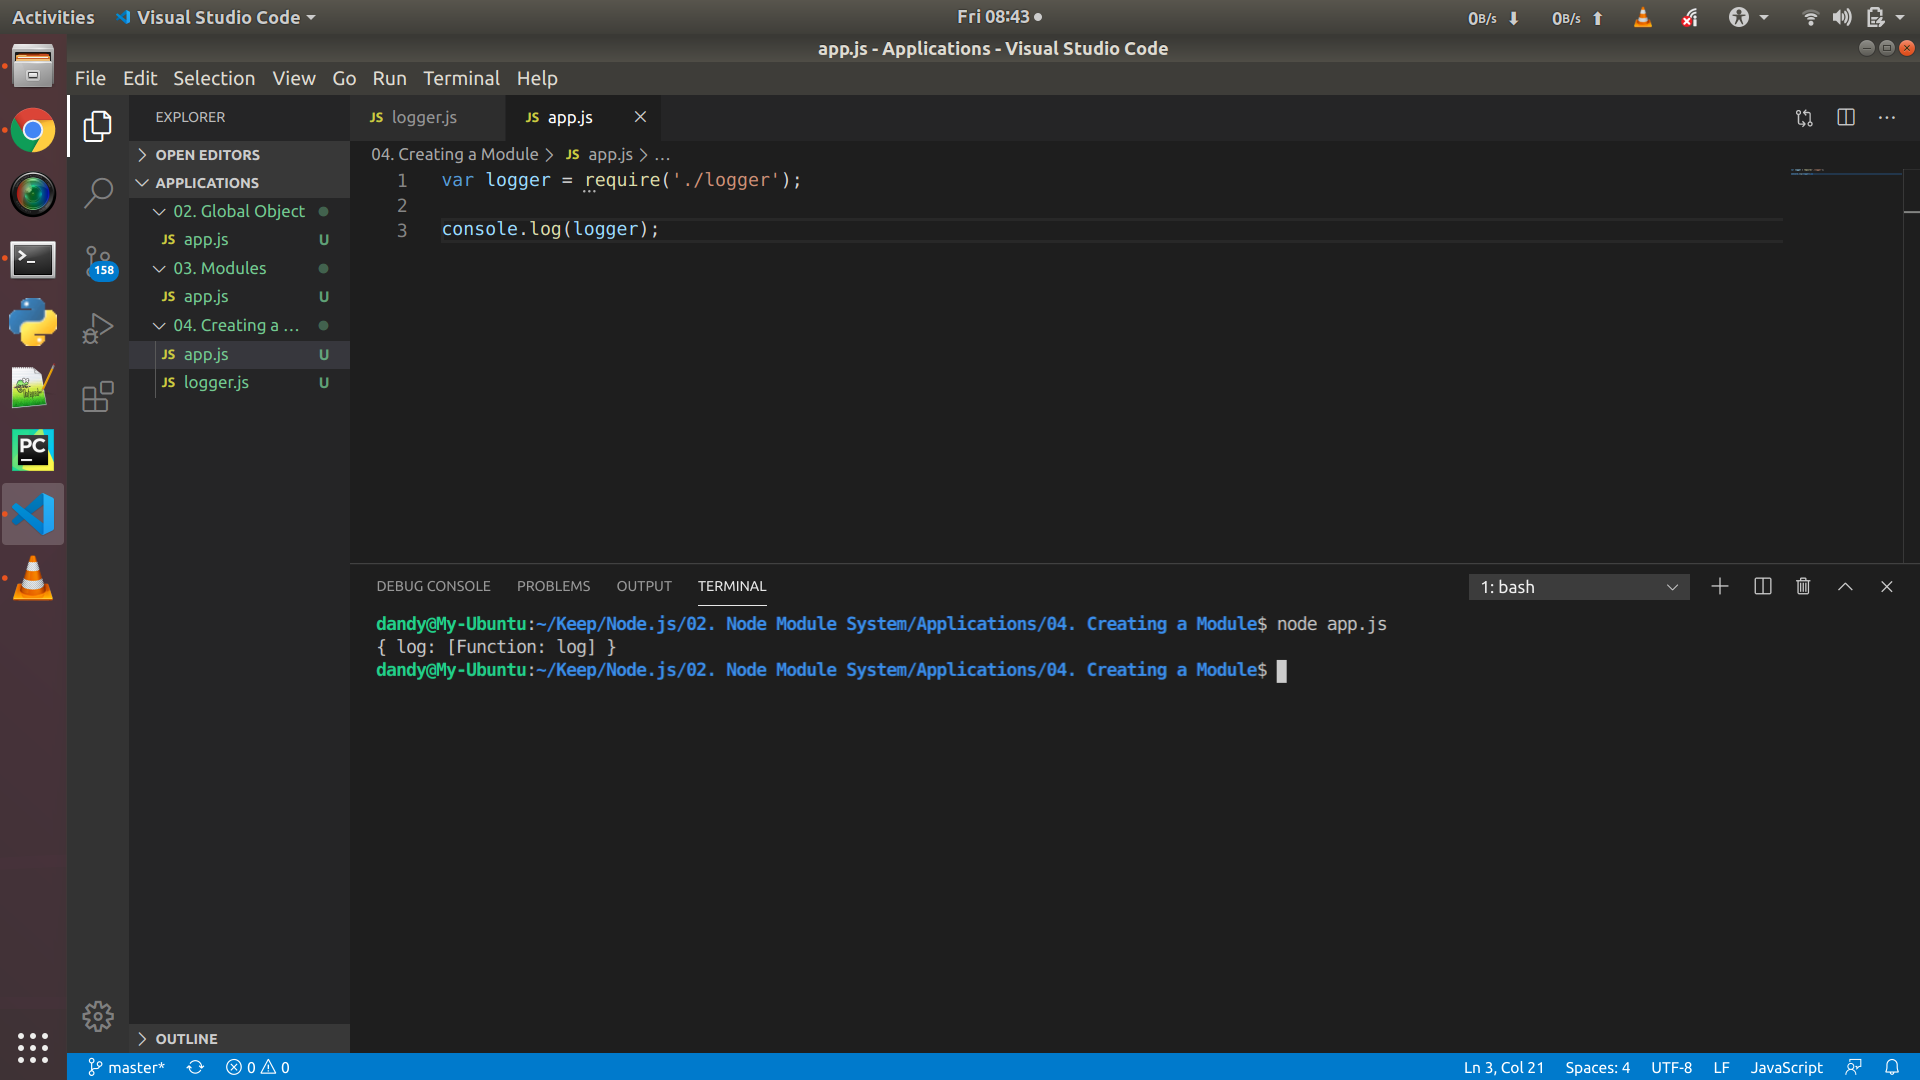 Activities Visual Studio Code Fri 08:43 0B/s 0B/s
app.js - Applications - Visual Studio Code
File Edit Selection View Go Run Terminal Help
EXPLORER
OPEN EDITORS
APPLICATIONS
02. Global Object
JS app.js U
03. Modules
JS app.js U
04. Creating a ...
JS app.js U
JS logger.js U
OUTLINE
158
PC
JS logger.js JS app.js
04. Creating a Module > JS app.js > ...
1 var logger = require('./logger');
2
3 console.log(logger);
DEBUG CONSOLE PROBLEMS OUTPUT TERMINAL 1: bash
dandy@My-Ubuntu:~/Keep/Node.js/02. Node Module System/Applications/04. Creating a Module$ node app.js
{ log: [Function: log] }
dandy@My-Ubuntu:~/Keep/Node.js/02. Node Module System/Applications/04. Creating a Module$
master* 0 0 Ln 3, Col 21 Spaces: 4 UTF-8 LF JavaScript